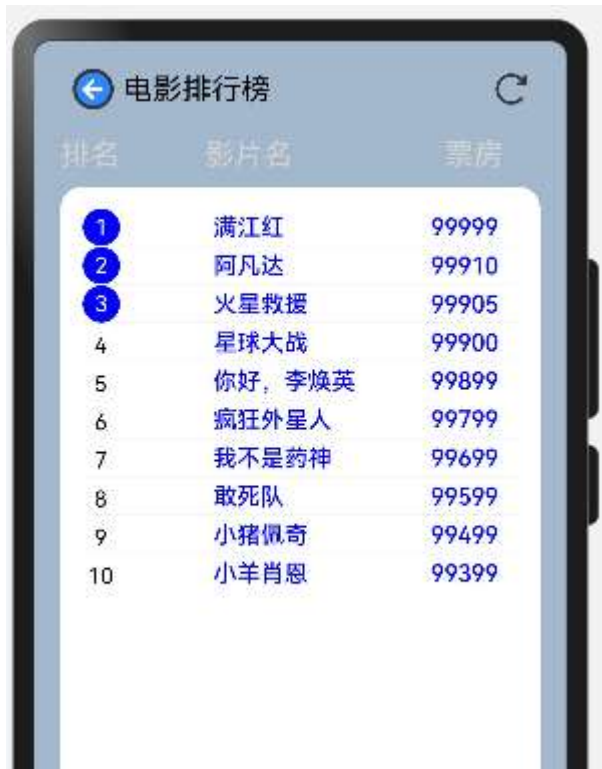 电影排行榜
排名 影片名 票房
1 满江红 99999
2 阿凡达 99910
3 火星救援 99905
4 星球大战 99900
5 你好，李焕英 99899
6 疯狂外星人 99799
7 我不是药神 99699
8 敢死队 99599
9 小猪佩奇 99499
10 小羊肖恩 99399